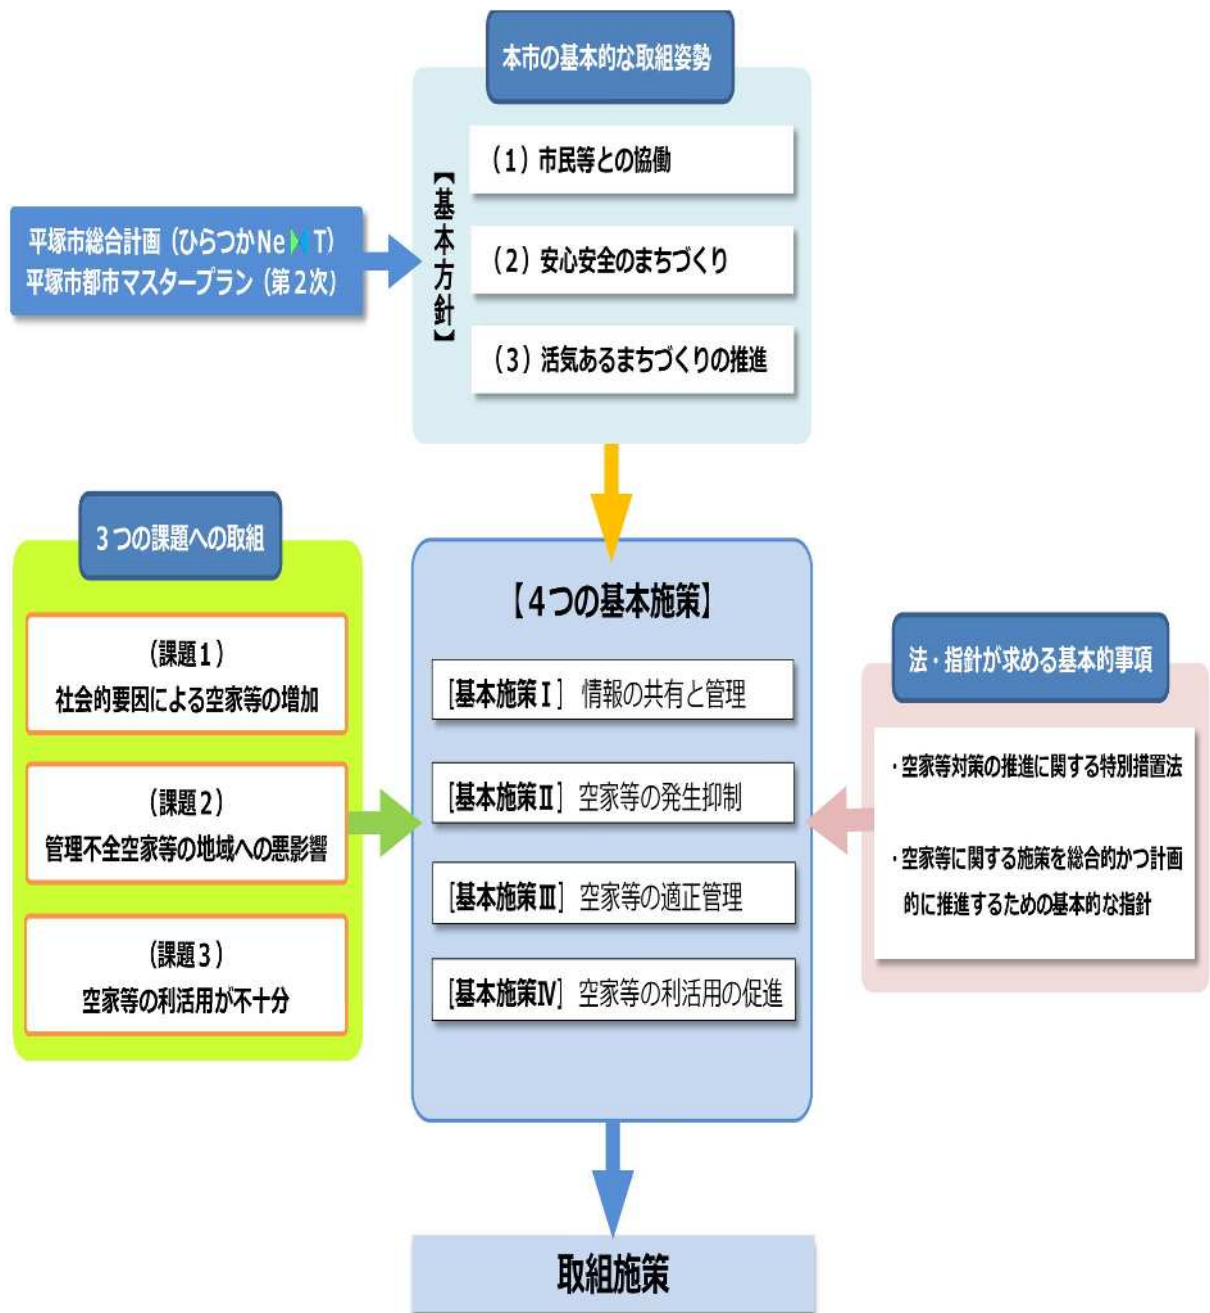 本市の基本的な取組姿勢
【基本方針】
(1)市民等との協働
(2)安心安全のまちづくり
(3)活気あるまちづくりの推進
平塚市総合計画(ひらつかNeXT)
平塚市都市マスタープラン(第2次)
3つの課題への取組
(課題1)
社会的要因による空家等の増加
(課題2)
管理不全空家等の地域への悪影響
(課題3)
空家等の利活用が不十分
【4つの基本施策】
[基本施策Ⅰ] 情報の共有と管理
[基本施策Ⅱ] 空家等の発生抑制
[基本施策Ⅲ] 空家等の適正管理
[基本施策Ⅳ] 空家等の利活用の促進
法・指針が求める基本的事項
・空家等対策の推進に関する特別措置法
・空家等に関する施策を総合的かつ計画
的に推進するための基本的な指針
取組施策